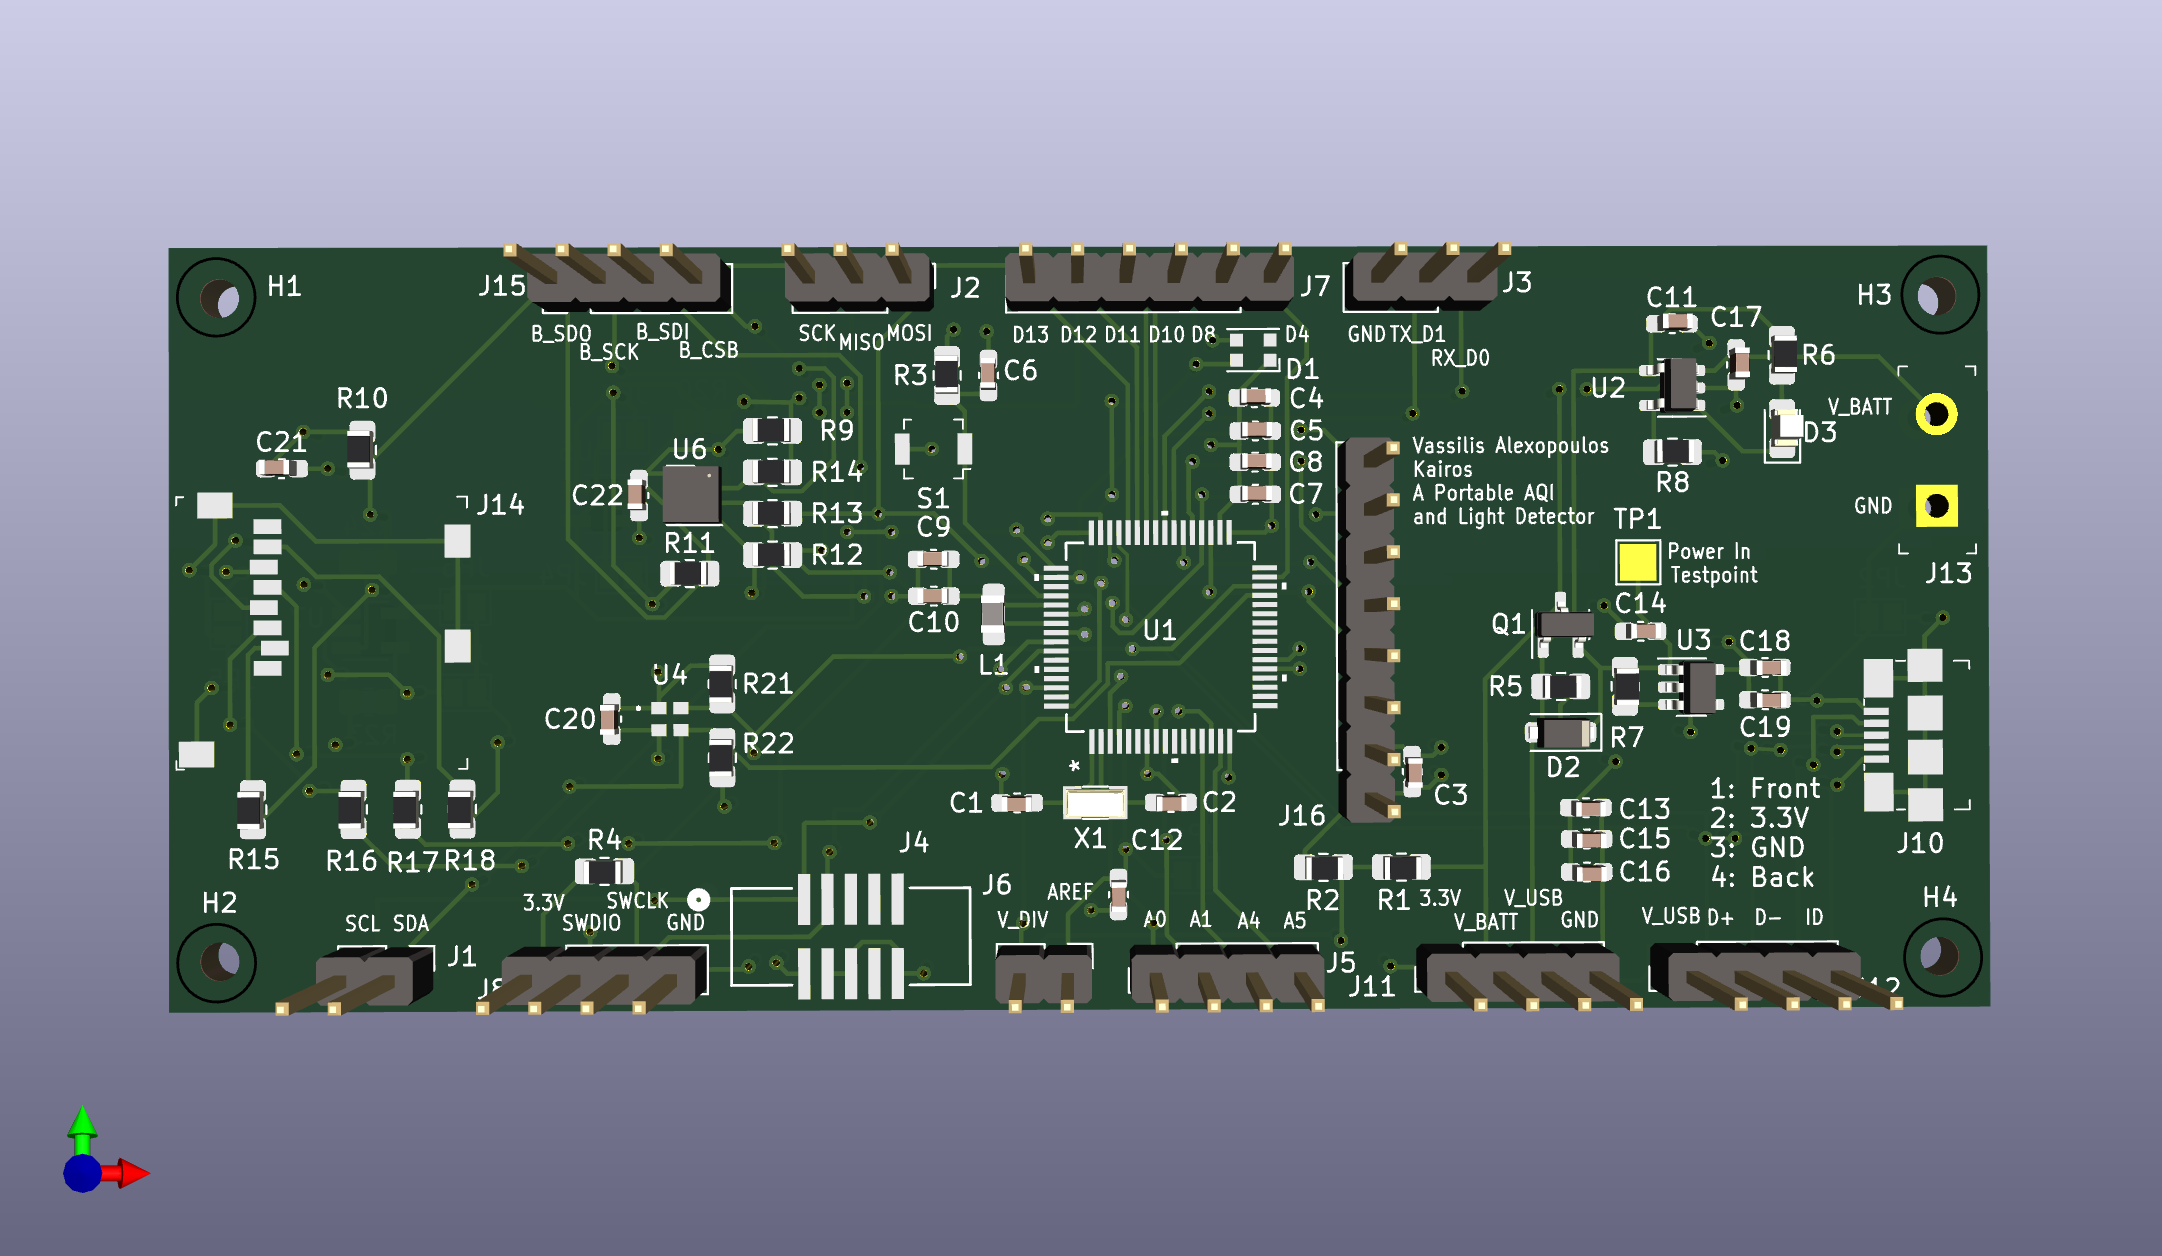 H1
J15
J2
J7
J3
H3
B_SDO
B_SCK
B_SDI
B_CSB
SCK
MISO
MOSI
D13
D12
D11
D10
D8
D4
GND
TX_D1
RX_D0
C11
C17
R6
U2
R3
C6
D1
C4
C5
C8
C7
V_BATT
D3
R10
C21
U6
R9
R14
R13
R12
C22
R11
S1
C9
C10
L1
Vassilis Alexopoulos
Kairos
A Portable AQI
and Light Detector
R8
GND
TP1
Power In
Testpoint
J13
J14
U1
Q1
C14
U3
C18
C19
R5
R7
D2
U4
R21
C20
R22
*
C1
X1
C2
C12
C3
J16
C13
C15
C16
1: Front
2: 3.3V
3: GND
4: Back
J10
R15
R16
R17
R18
R4
J4
J6
R2
R1
H2
H4
SCL
SDA
J1
3.3V
SWDIO
SWCLK
GND
V_DIV
AREF
A0
A1
A4
A5
J5
J11
3.3V
V_BATT
V_USB
GND
V_USB
D+
D-
ID